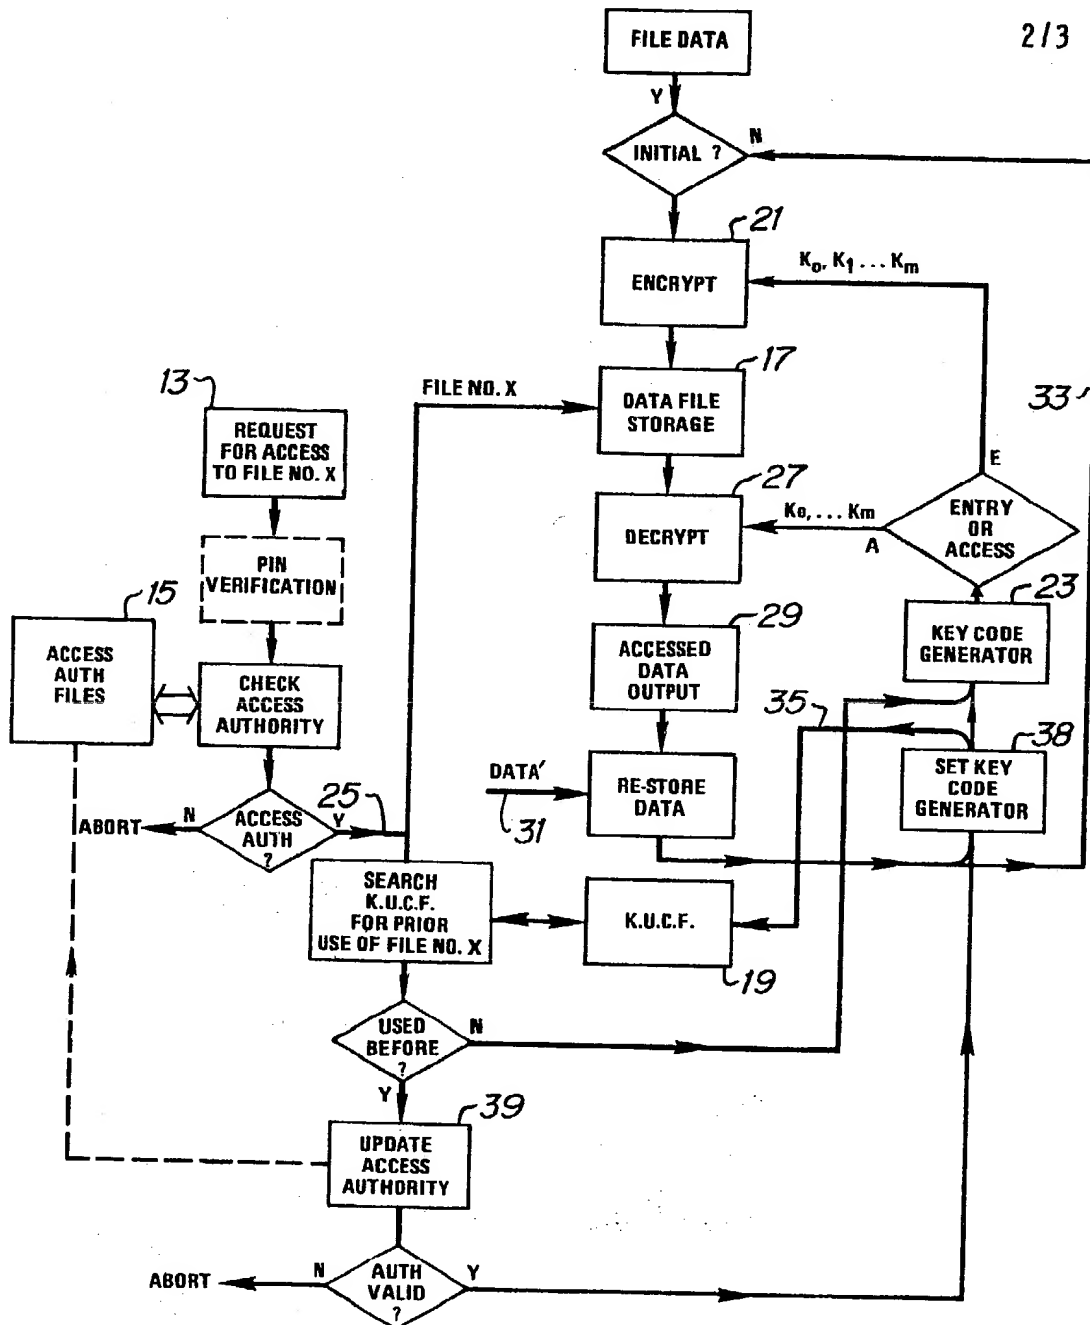 2/3
FILE DATA
Y
N
INITIAL ?
21
K₀, K₁ ... Kₘ
ENCRYPT
17
13
FILE NO. X
DATA FILE
STORAGE
33
REQUEST
FOR ACCESS
TO FILE NO. X
27
E
K₀, ... Kₘ
A
ENTRY
OR
ACCESS
DECRYPT
PIN
VERIFICATION
15
23
29
ACCESS
AUTH
FILES
KEY CODE
GENERATOR
ACCESSED
DATA
OUTPUT
CHECK
ACCESS
AUTHORITY
35
38
DATA'
31
RE-STORE
DATA
SET KEY
CODE
GENERATOR
25
ABORT
N
ACCESS
AUTH
?
Y
SEARCH
K.U.C.F.
FOR PRIOR
USE OF FILE NO. X
K.U.C.F.
19
USED
BEFORE
?
N
Y
39
UPDATE
ACCESS
AUTHORITY
ABORT
N
AUTH
VALID
?
Y